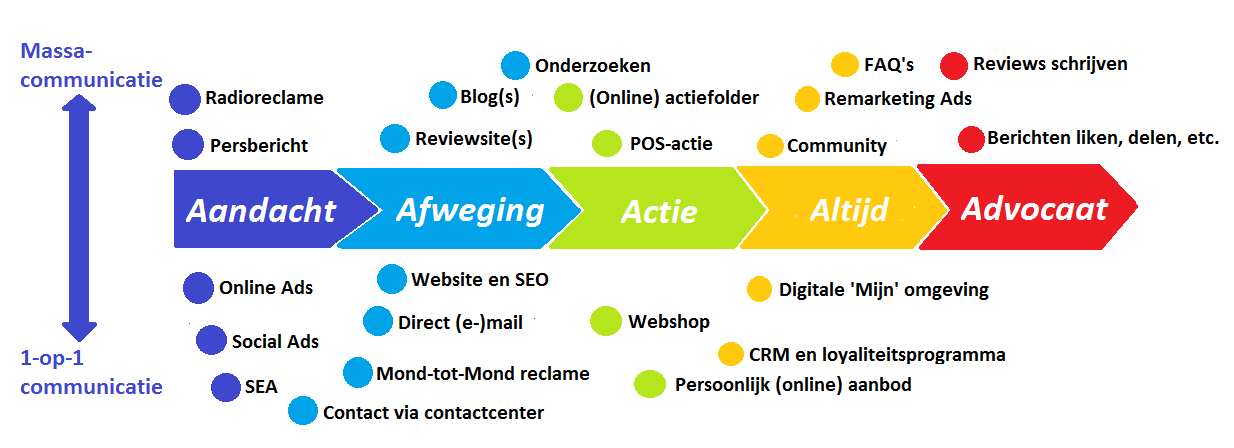 Massa-
communicatie
Onderzoeken
FAQ's
Reviews schrijven
Radioreclame
Blog(s)
(Online) actiefolder
Remarketing Ads
Persbericht
Reviewsite(s)
POS-actie
Community
Berichten liken, delen, etc.
Aandacht
Afweging
Actie
Altijd
Advocaat
Online Ads
Website en SEO
Digitale 'Mijn' omgeving
Social Ads
Direct (e-)mail
Webshop
1-op-1
communicatie
SEA
Mond-tot-Mond reclame
CRM en loyaliteitsprogramma
Persoonlijk (online) aanbod
Contact via contactcenter